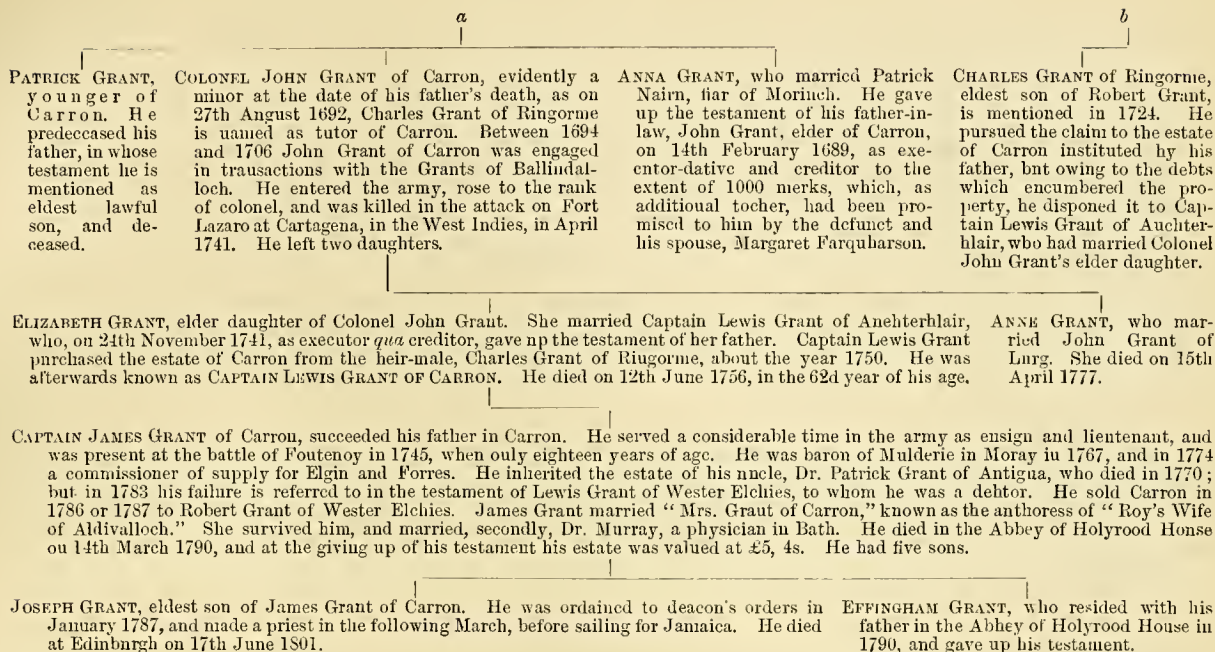 a
b
PATRICK GRANT,
younger of
Carron. He
predeceased his
father, in whose
testament he is
mentioned as
eldest lawful
son, and de-
ceased.
COLONEL JOHN GRANT of Carron, evidently a
minor at the date of his father's death, as on
27th August 1692, Charles Grant of Ringorme
is named as tutor of Carron. Between 1694
and 1706 John Grant of Carron was engaged
in transactions with the Grants of Ballindal-
loch. He entered the army, rose to the rank
of colonel, and was killed in the attack on Fort
Lazaro at Cartagena, in the West Indies, in April
1741. He left two daughters.
ANNA GRANT, who married Patrick
Nairn, fiar of Morinch. He gave
up the testament of his father-in-
law, John Grant, elder of Carron,
on 14th February 1689, as exe-
cutor-dative and creditor to the
extent of 1000 merks, which, as
additional tocher, had been pro-
mised to him by the defunct and
his spouse, Margaret Farquharson.
CHARLES GRANT of Ringorme,
eldest son of Robert Grant,
is mentioned in 1724. He
pursued the claim to the estate
of Carron instituted by his
father, but owing to the debts
which encumbered the pro-
perty, he disponed it to Cap-
tain Lewis Grant of Auchter-
hlair, who had married Colonel
John Grant's elder daughter.
ELIZABETH GRANT, elder daughter of Colonel John Grant. She married Captain Lewis Grant of Auchterblair,
who, on 24th November 1741, as executor qua creditor, gave up the testament of her father. Captain Lewis Grant
purchased the estate of Carron from the heir-male, Charles Grant of Ringorme, about the year 1750. He was
afterwards known as CAPTAIN LEWIS GRANT OF CARRON. He died on 12th June 1756, in the 62d year of his age.
ANNE GRANT, who mar-
ried John Grant of
Lurg. She died on 15th
April 1777.
CAPTAIN JAMES GRANT of Carron, succeeded his father in Carron. He served a considerable time in the army as ensign and lieutenant, and
was present at the battle of Fontenoy in 1745, when only eighteen years of age. He was baron of Mulderie in Moray in 1767, and in 1774
a commissioner of supply for Elgin and Forres. He inherited the estate of his uncle, Dr. Patrick Grant of Antigua, who died in 1770;
but in 1783 his failure is referred to in the testament of Lewis Grant of Wester Elchies, to whom he was a debtor. He sold Carron in
1786 or 1787 to Robert Grant of Wester Elchies. James Grant married "Mrs. Grant of Carron," known as the authoress of "Roy's Wife
of Aldivalloch." She survived him, and married, secondly, Dr. Murray, a physician in Bath. He died in the Abbey of Holyrood House
on 14th March 1790, and at the giving up of his testament his estate was valued at £5, 4s. He had five sons.
JOSEPH GRANT, eldest son of James Grant of Carron. He was ordained to deacon's orders in
January 1787, and made a priest in the following March, before sailing for Jamaica. He died
at Edinburgh on 17th June 1801.
EFFINGHAM GRANT, who resided with his
father in the Abbey of Holyrood House in
1790, and gave up his testament.